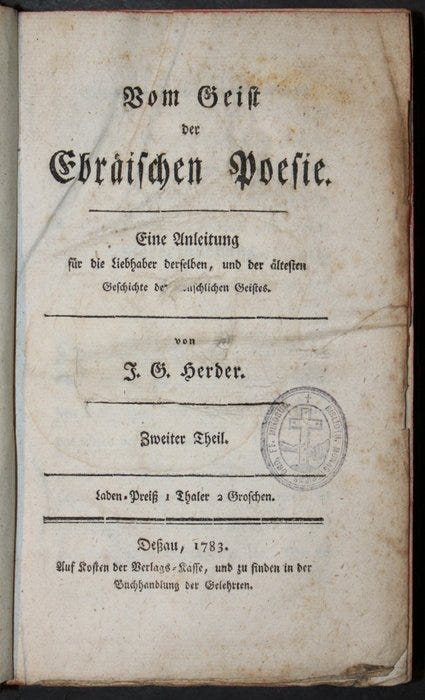 Vom Geist
der
Ebräischen Poesie.
Eine Anleitung
für die Liebhaber derselben, und der ältesten
Geschichte des menschlichen Geistes.
von
J. G. Herder.
Zweiter Theil.
Laden-Preiß 1 Thaler 2 Groschen.
Deßau, 1783.
Auf Kosten der Verlags-Kasse, und zu finden in der
Buchhandlung der Gelehrten.